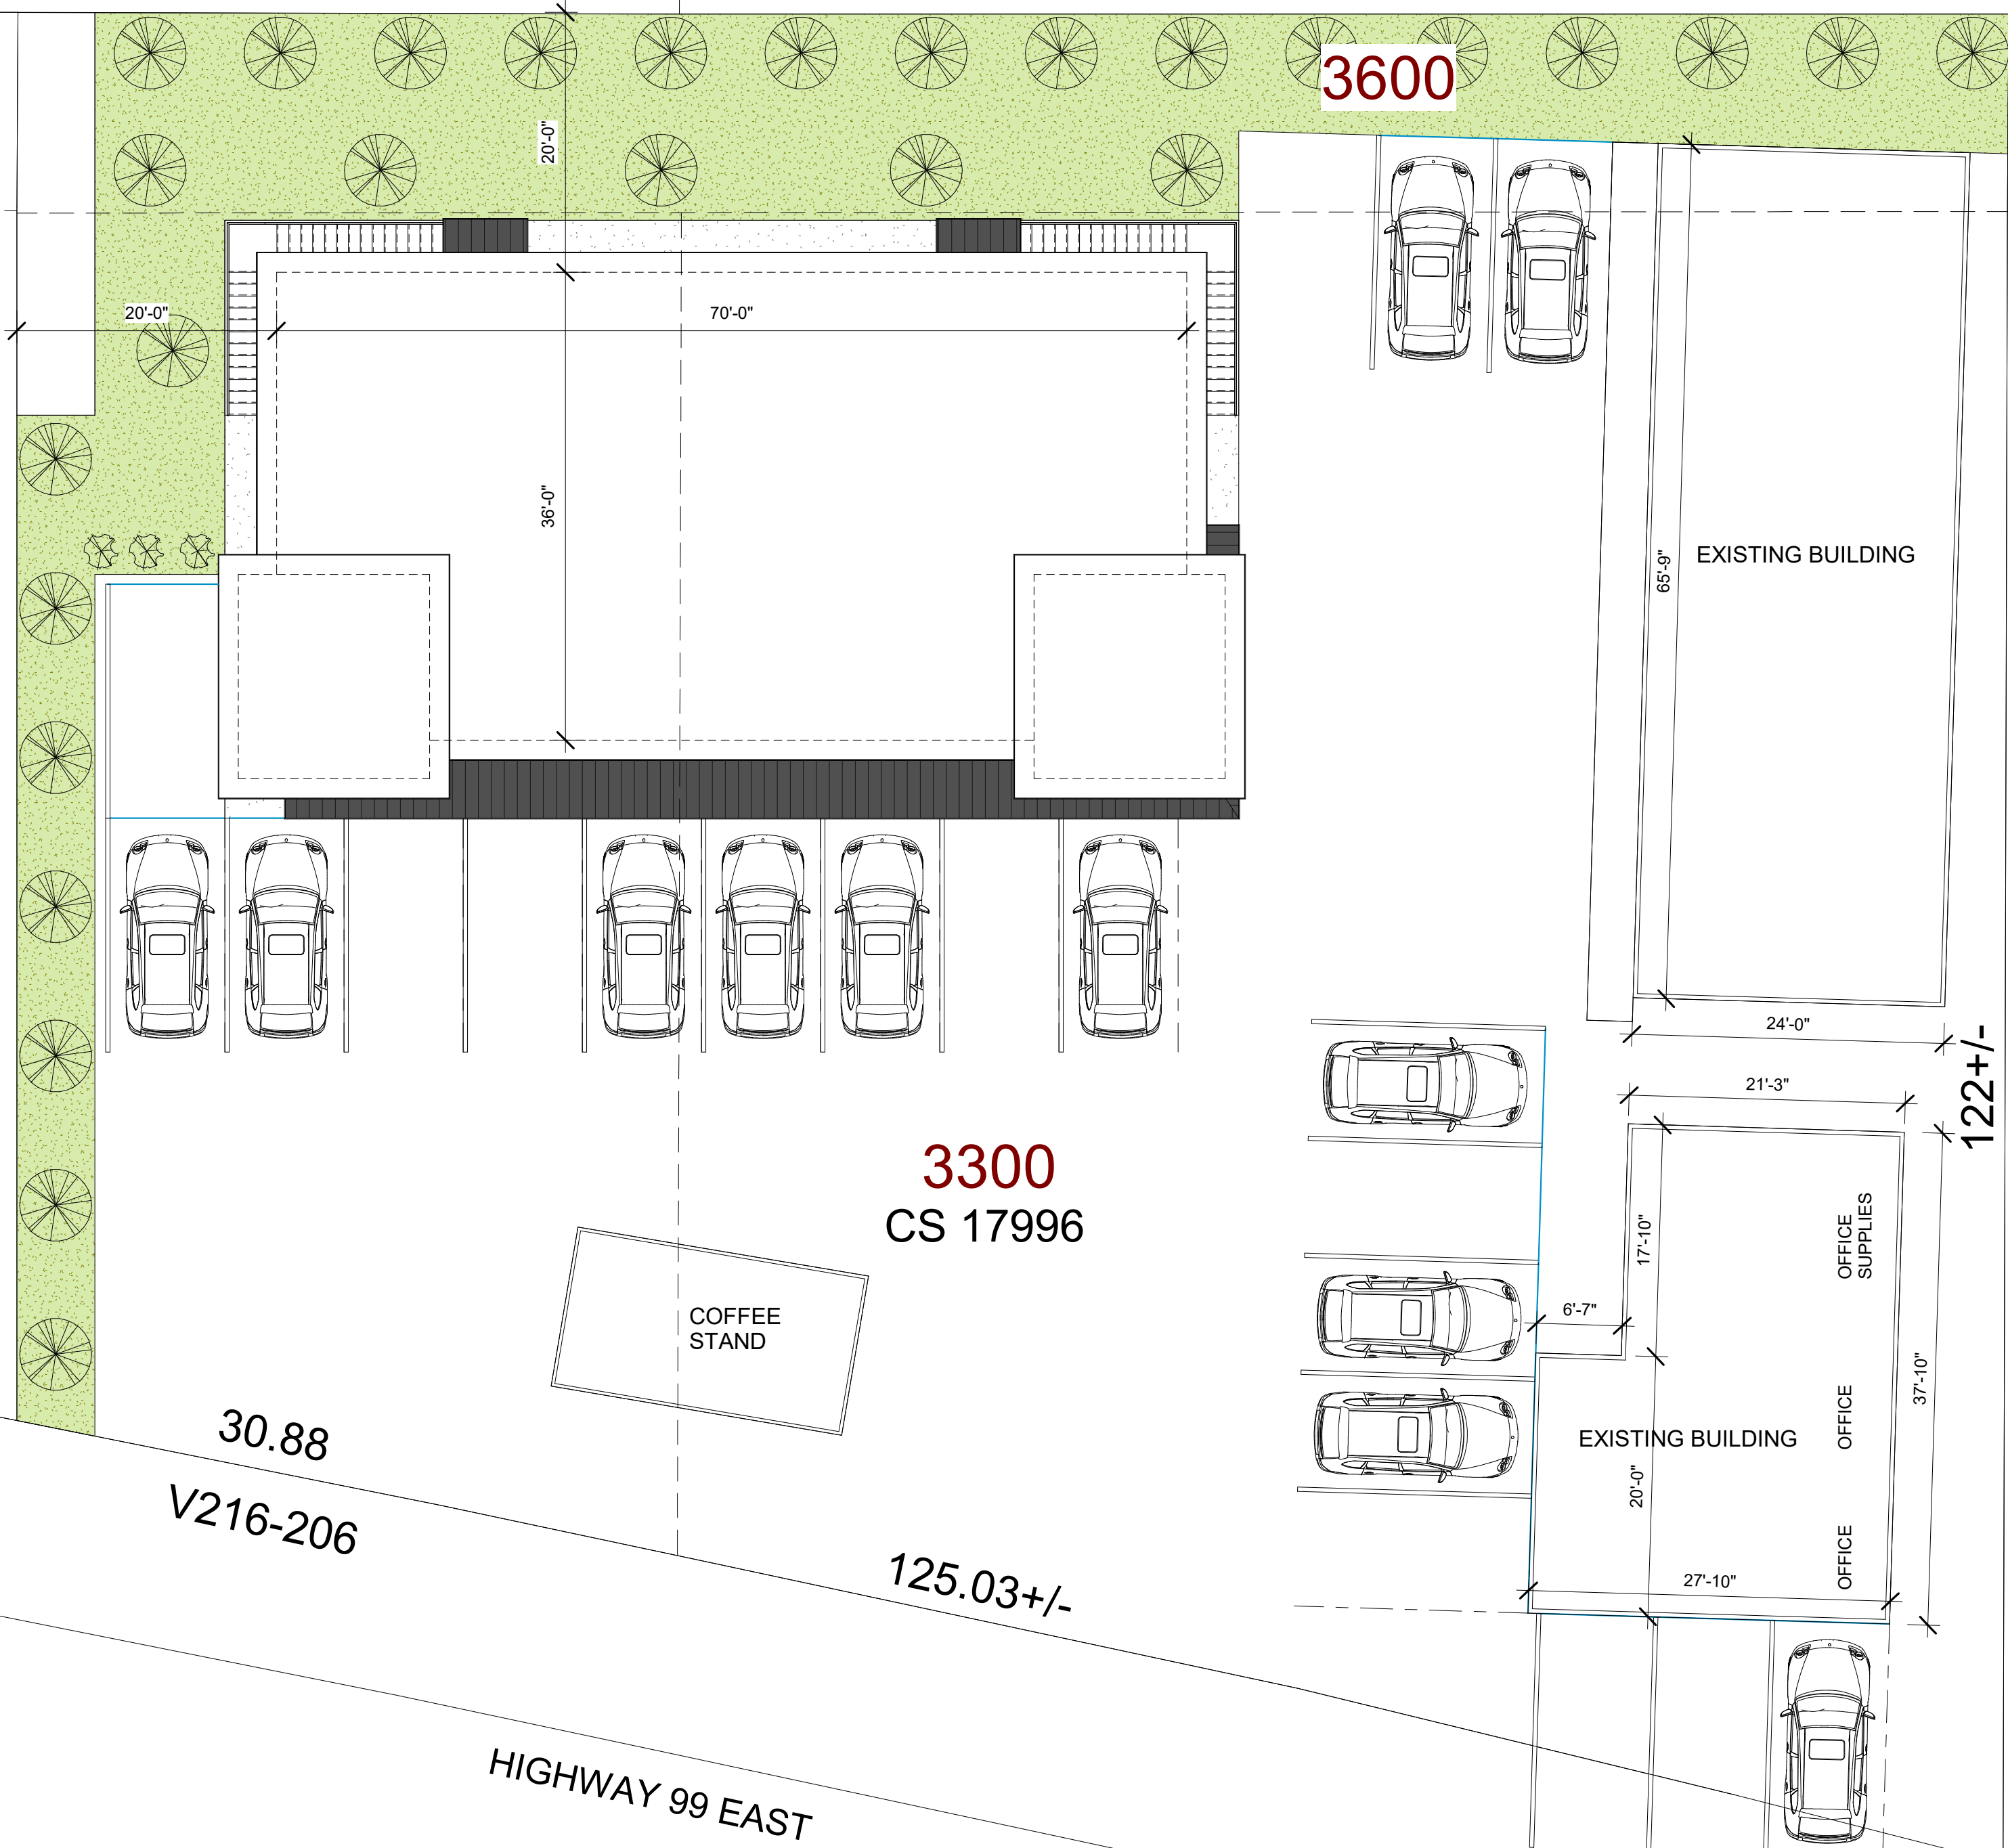 3600
20'-0"
20'-0"
70'-0"
36'-0"
65'-9"
EXISTING BUILDING
24'-0"
122+/-
21'-3"
3300
CS 17996
17'-10"
OFFICE
SUPPLIES
COFFEE
STAND
6'-7"
37'-10"
OFFICE
EXISTING BUILDING
20'-0"
OFFICE
27'-10"
30.88
V216-206
125.03+/-
HIGHWAY 99 EAST